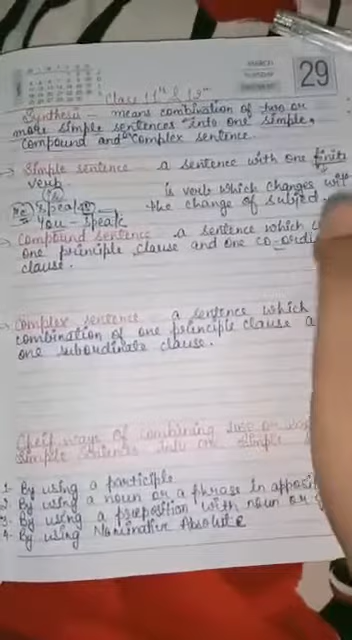 MARCH
29
Class 11th & 12th
Synthesis - means combination of two or
more simple sentences into one simple,
compound and complex sentence.
→ Simple sentence - a sentence with one finite
verb
is verb which changes with
He Speaks the change of subject.
You - Speak
→ Compound sentence - a sentence which
one principle clause and one co-ordi
clause.
→ Complex sentence - a sentence which
combination of one principle clause a
one subordinate clause.
Cheif ways of combining two or more
simple sentences into one simple
1- By using a participle
2- By using a noun or a phrase in apposit
3- By using a preposition with noun or
4- By using Nominative Absolute